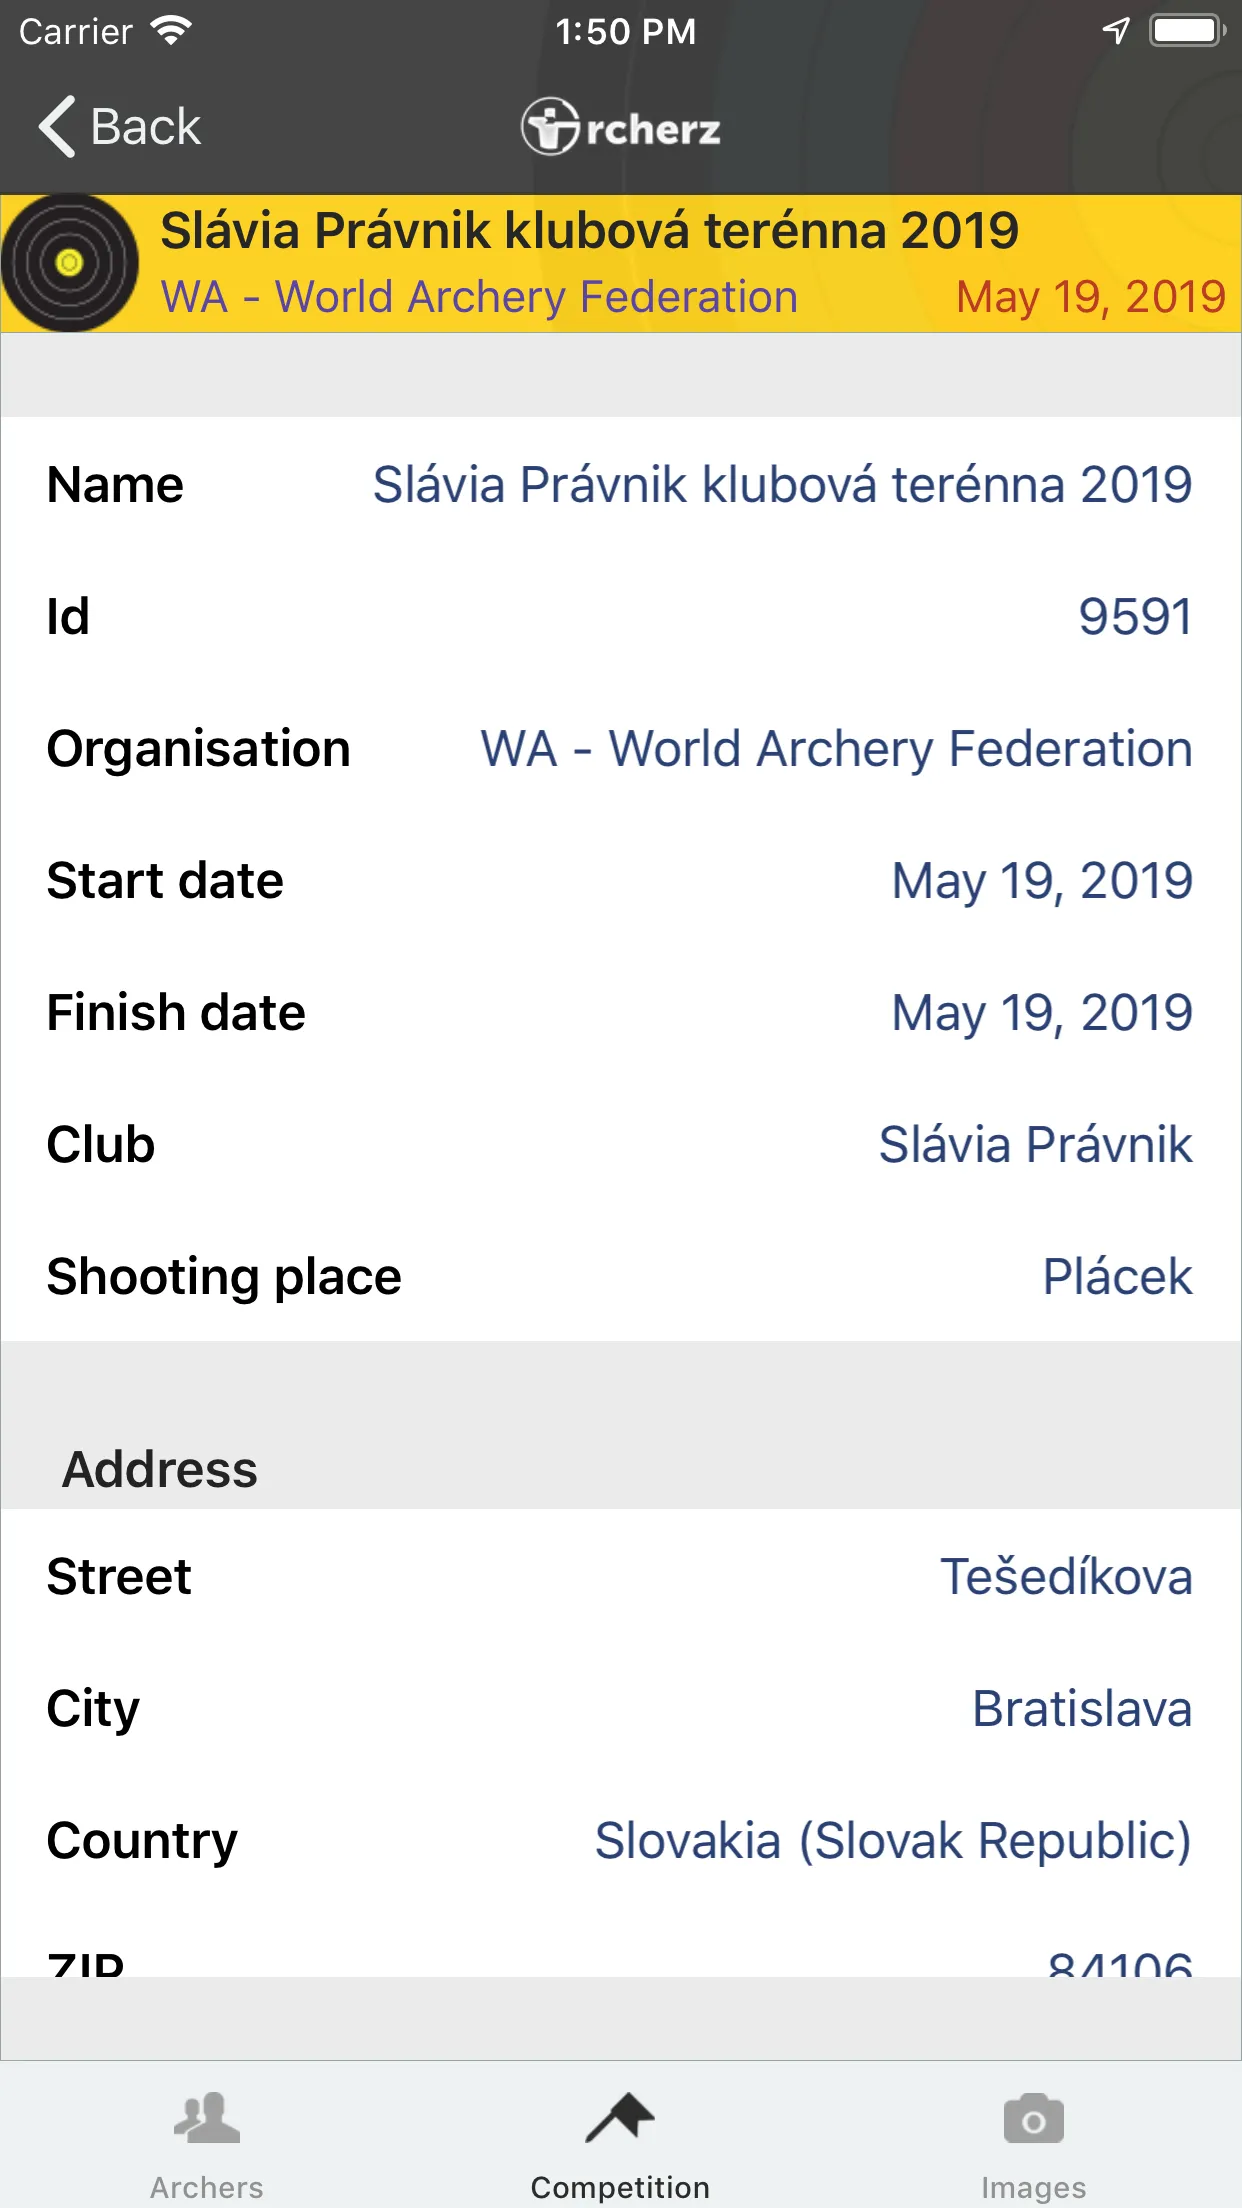 Carrier 1:50 PM
Back rcherz
Slávia Právnik klubová terénna 2019
WA - World Archery Federation May 19, 2019
Name Slávia Právnik klubová terénna 2019
Id 9591
Organisation WA - World Archery Federation
Start date May 19, 2019
Finish date May 19, 2019
Club Slávia Právnik
Shooting place Plácek
Address
Street Tešedíkova
City Bratislava
Country Slovakia (Slovak Republic)
ZIP 84106
Archers Competition Images